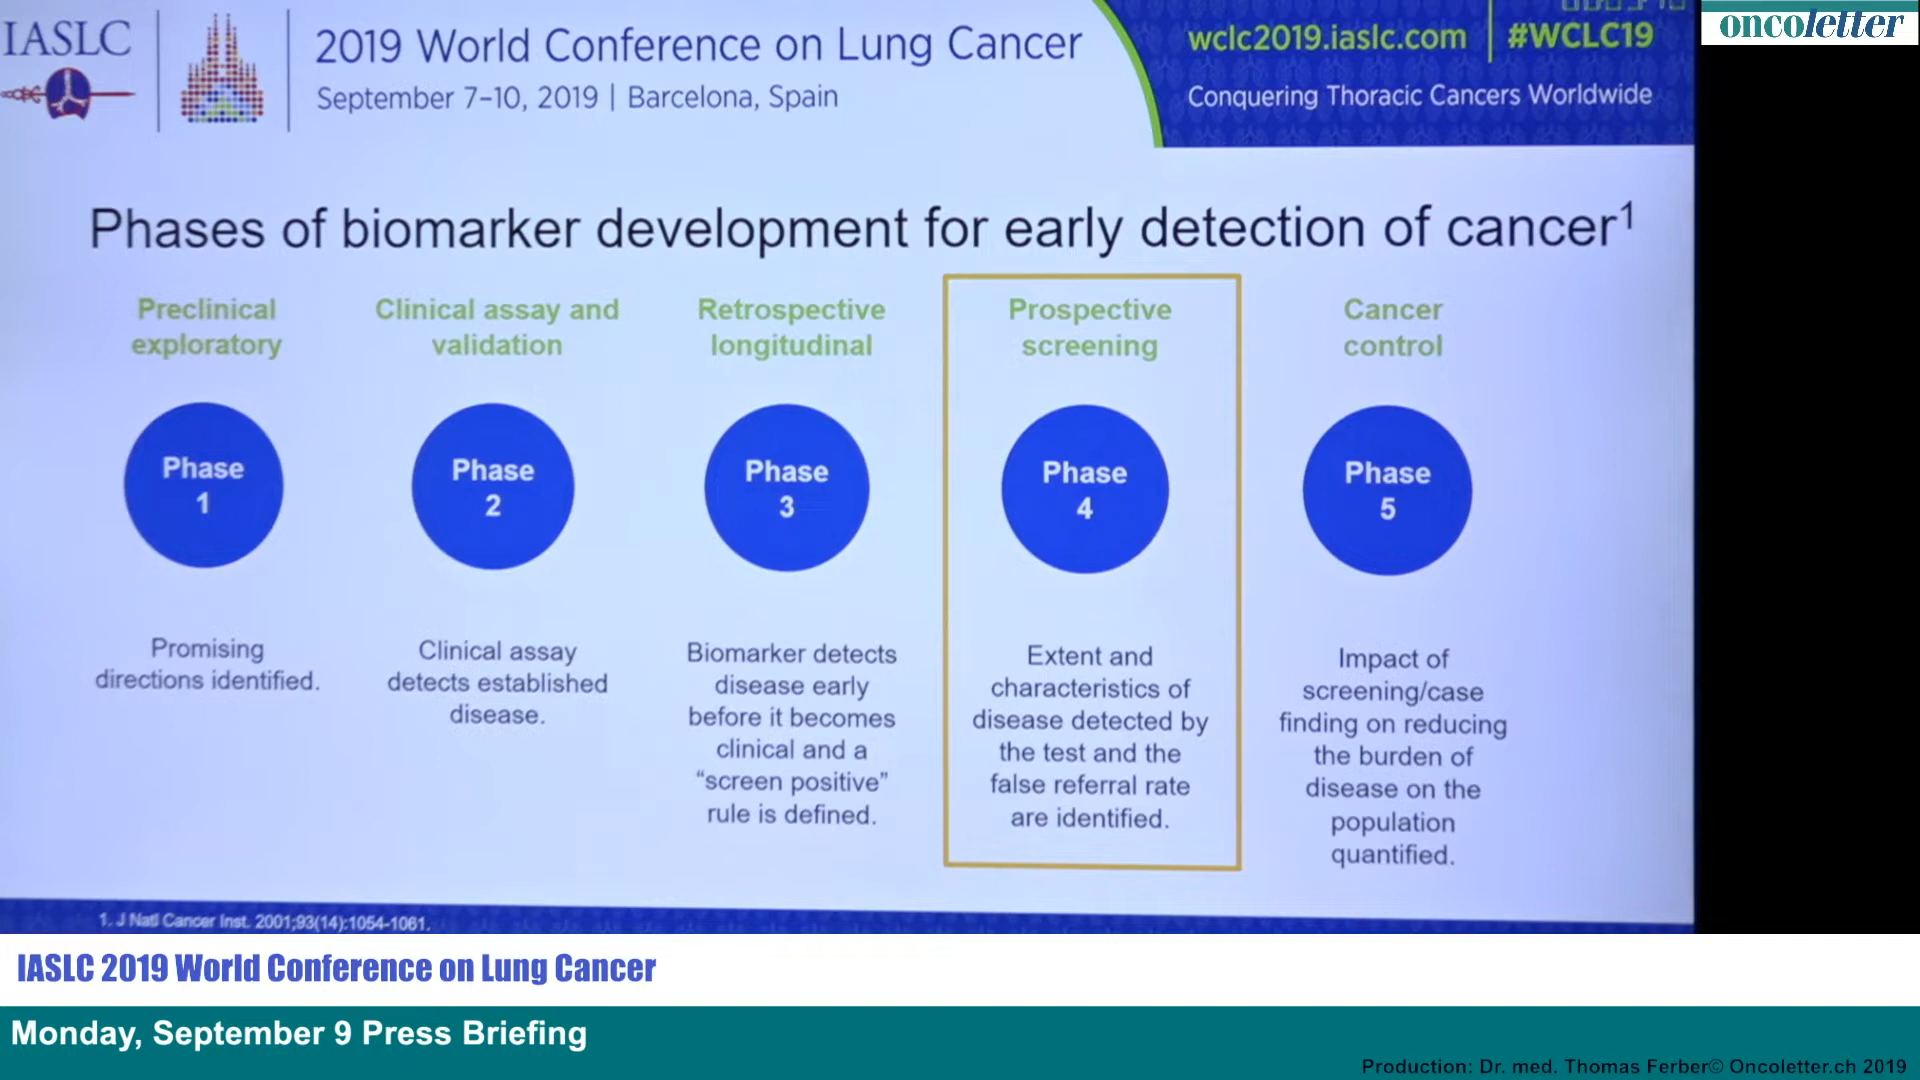 IASLC
2019 World Conference on Lung Cancer
September 7-10, 2019 | Barcelona, Spain
wclc2019.iaslc.com | #WCLC19
Conquering Thoracic Cancers Worldwide
oncoletter
Phases of biomarker development for early detection of cancer¹
Preclinical
exploratory
Phase
1
Promising
directions identified.
Clinical assay and
validation
Phase
2
Clinical assay
detects established
disease.
Retrospective
longitudinal
Phase
3
Biomarker detects
disease early
before it becomes
clinical and a
“screen positive”
rule is defined.
Prospective
screening
Phase
4
Extent and
characteristics of
disease detected by
the test and the
false referral rate
are identified.
Cancer
control
Phase
5
Impact of
screening/case
finding on reducing
the burden of
disease on the
population
quantified.
1. J Natl Cancer Inst. 2001;93(14):1054-1061.
IASLC 2019 World Conference on Lung Cancer
Monday, September 9 Press Briefing
Production: Dr. med. Thomas Ferber© Oncoletter.ch 2019